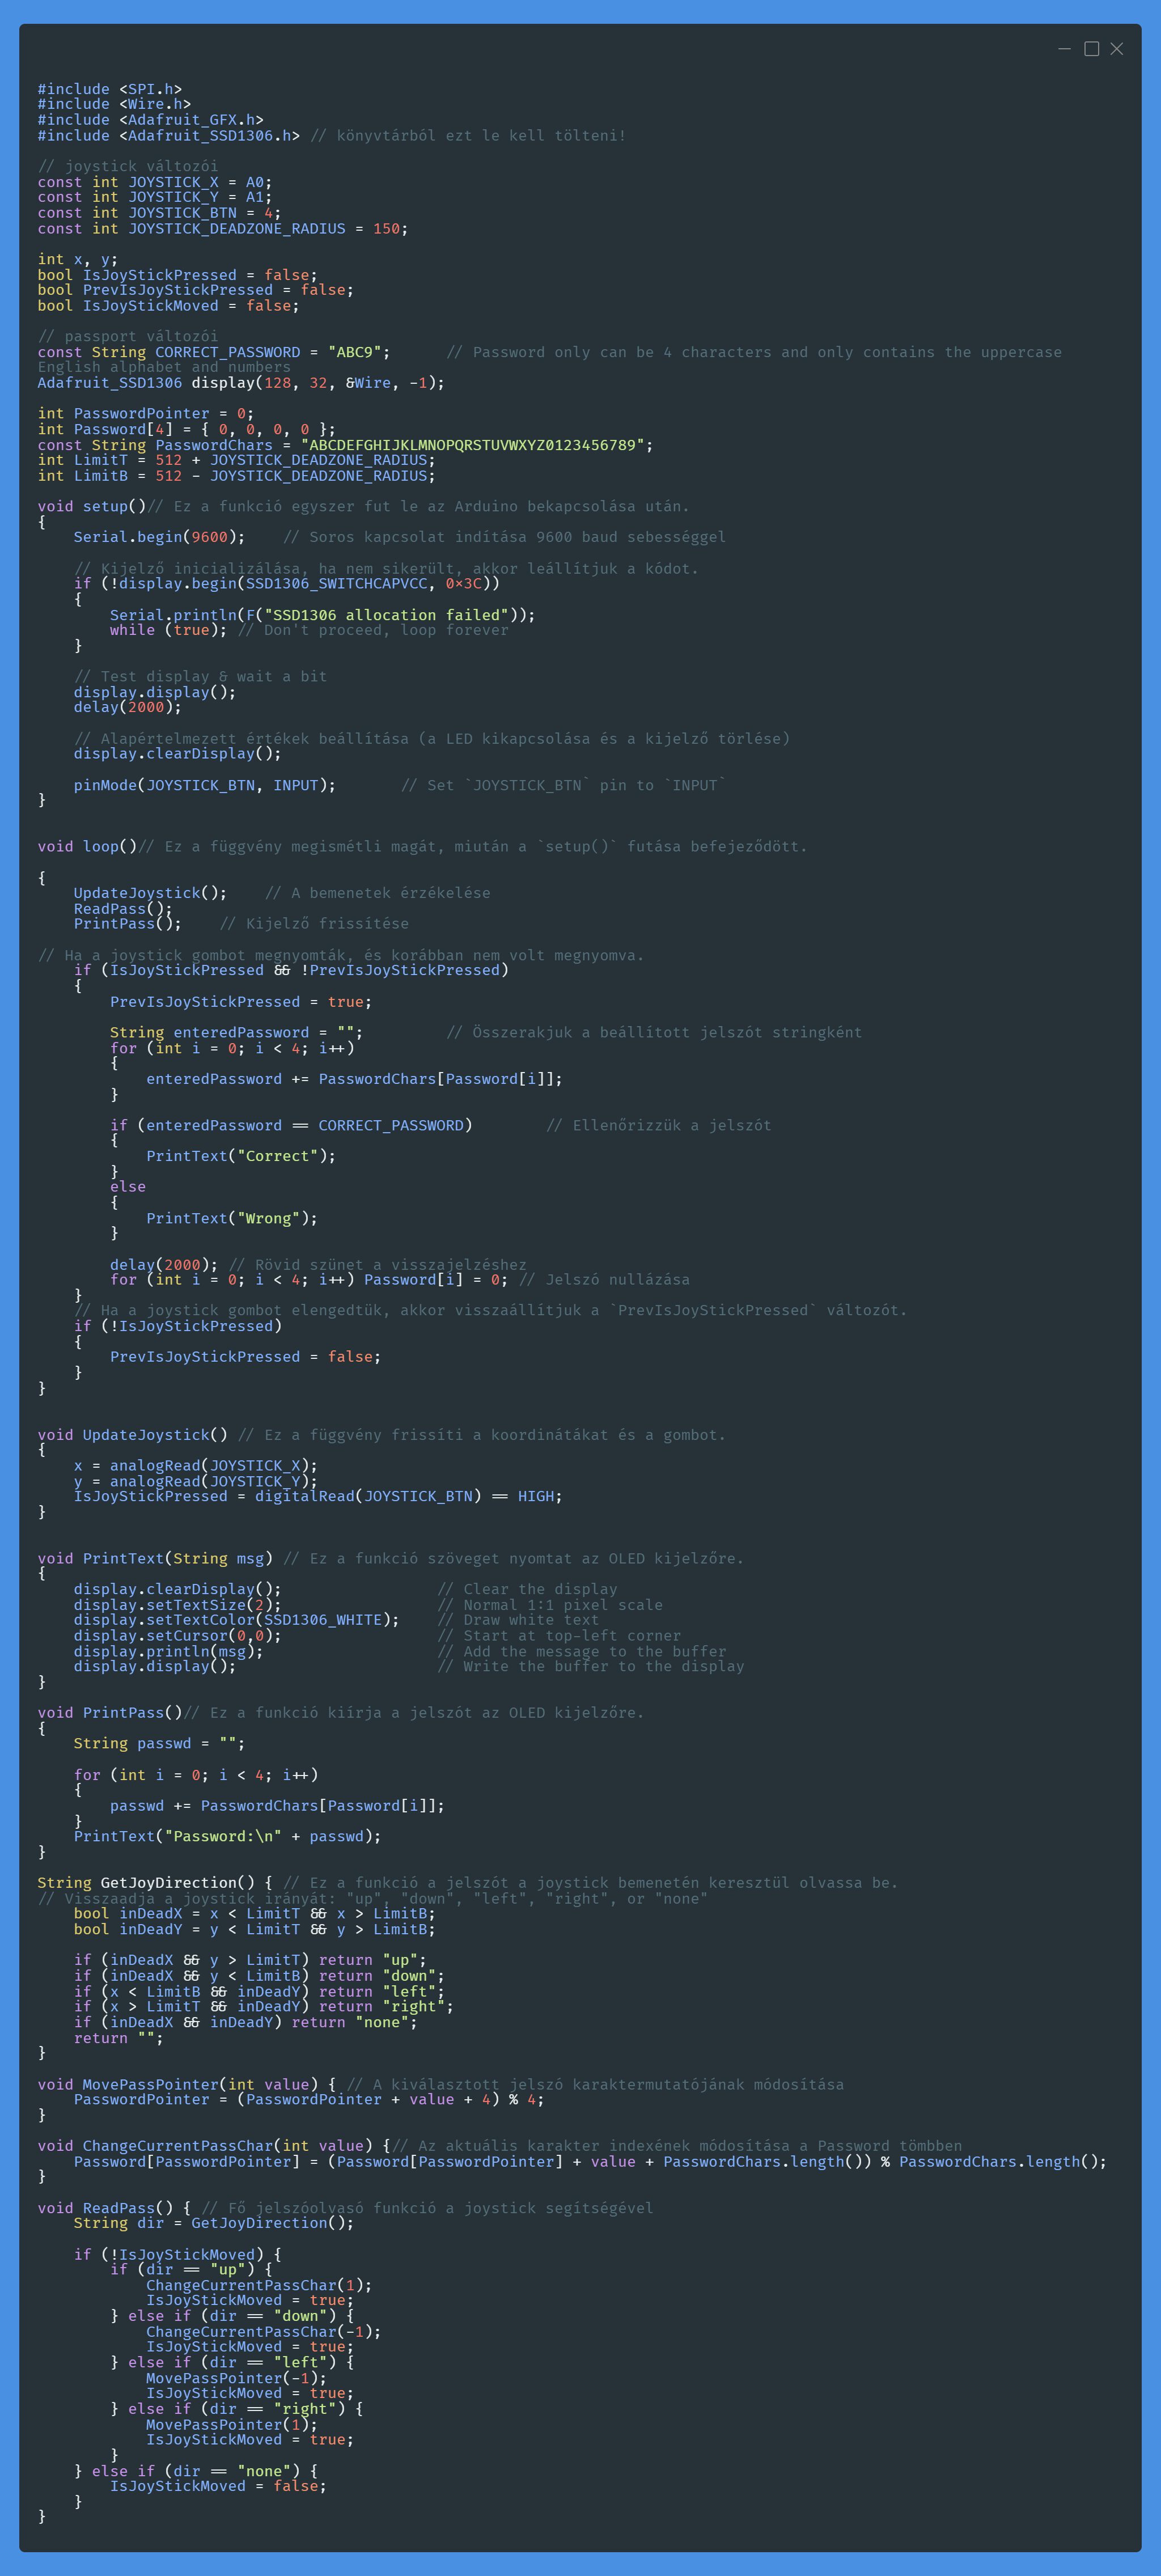 #include <SPI.h>
#include <Wire.h>
#include <Adafruit_GFX.h>
#include <Adafruit_SSD1306.h> // könyvtárból ezt le kell tölteni!

// joystick változói
const int JOYSTICK_X = A0;
const int JOYSTICK_Y = A1;
const int JOYSTICK_BTN = 4;
const int JOYSTICK_DEADZONE_RADIUS = 150;

int x, y;
bool IsJoyStickPressed = false;
bool PrevIsJoyStickPressed = false;
bool IsJoyStickMoved = false;

// passport változói
const String CORRECT_PASSWORD = "ABC9";      // Password only can be 4 characters and only contains the uppercase
English alphabet and numbers
Adafruit_SSD1306 display(128, 32, &Wire, -1);

int PasswordPointer = 0;
int Password[4] = { 0, 0, 0, 0 };
const String PasswordChars = "ABCDEFGHIJKLMNOPQRSTUVWXYZ0123456789";
int LimitT = 512 + JOYSTICK_DEADZONE_RADIUS;
int LimitB = 512 - JOYSTICK_DEADZONE_RADIUS;

void setup()// Ez a funkció egyszer fut le az Arduino bekapcsolása után.
{
    Serial.begin(9600);    // Soros kapcsolat indítása 9600 baud sebességgel

    // Kijelző inicializálása, ha nem sikerült, akkor leállítjuk a kódot.
    if (!display.begin(SSD1306_SWITCHCAPVCC, 0x3C))
    {
        Serial.println(F("SSD1306 allocation failed"));
        while (true); // Don't proceed, loop forever
    }

    // Test display & wait a bit
    display.display();
    delay(2000);

    // Alapértelmezett értékek beállítása (a LED kikapcsolása és a kijelző törlése)
    display.clearDisplay();

    pinMode(JOYSTICK_BTN, INPUT);       // Set `JOYSTICK_BTN` pin to `INPUT`
}


void loop()// Ez a függvény megismétli magát, miután a `setup()` futása befejeződött.

{
    UpdateJoystick();    // A bemenetek érzékelése
    ReadPass();
    PrintPass();    // Kijelző frissítése

// Ha a joystick gombot megnyomták, és korábban nem volt megnyomva.
    if (IsJoyStickPressed && !PrevIsJoyStickPressed)
    {
        PrevIsJoyStickPressed = true;

        String enteredPassword = "";         // Összerakjuk a beállított jelszót stringként
        for (int i = 0; i < 4; i++)
        {
            enteredPassword += PasswordChars[Password[i]];
        }

        if (enteredPassword == CORRECT_PASSWORD)        // Ellenőrizzük a jelszót
        {
            PrintText("Correct");
        }
        else
        {
            PrintText("Wrong");
        }

        delay(2000); // Rövid szünet a visszajelzéshez
        for (int i = 0; i < 4; i++) Password[i] = 0; // Jelszó nullázása
    }
    // Ha a joystick gombot elengedtük, akkor visszaállítjuk a `PrevIsJoyStickPressed` változót.
    if (!IsJoyStickPressed)
    {
        PrevIsJoyStickPressed = false;
    }
}


void UpdateJoystick() // Ez a függvény frissíti a koordinátákat és a gombot.
{
    x = analogRead(JOYSTICK_X);
    y = analogRead(JOYSTICK_Y);
    IsJoyStickPressed = digitalRead(JOYSTICK_BTN) == HIGH;
}


void PrintText(String msg) // Ez a funkció szöveget nyomtat az OLED kijelzőre.
{
    display.clearDisplay();                 // Clear the display
    display.setTextSize(2);                 // Normal 1:1 pixel scale
    display.setTextColor(SSD1306_WHITE);    // Draw white text
    display.setCursor(0,0);                 // Start at top-left corner
    display.println(msg);                   // Add the message to the buffer
    display.display();                      // Write the buffer to the display
}

void PrintPass()// Ez a funkció kiírja a jelszót az OLED kijelzőre.
{
    String passwd = "";

    for (int i = 0; i < 4; i++)
    {
        passwd += PasswordChars[Password[i]];
    }
    PrintText("Password:\n" + passwd);
}

String GetJoyDirection() { // Ez a funkció a jelszót a joystick bemenetén keresztül olvassa be.
// Visszaadja a joystick irányát: "up", "down", "left", "right", or "none"
    bool inDeadX = x < LimitT && x > LimitB;
    bool inDeadY = y < LimitT && y > LimitB;

    if (inDeadX && y > LimitT) return "up";
    if (inDeadX && y < LimitB) return "down";
    if (x < LimitB && inDeadY) return "left";
    if (x > LimitT && inDeadY) return "right";
    if (inDeadX && inDeadY) return "none";
    return "";
}

void MovePassPointer(int value) { // A kiválasztott jelszó karaktermutatójának módosítása
    PasswordPointer = (PasswordPointer + value + 4) % 4;
}

void ChangeCurrentPassChar(int value) {// Az aktuális karakter indexének módosítása a Password tömbben
    Password[PasswordPointer] = (Password[PasswordPointer] + value + PasswordChars.length()) % PasswordChars.length();
}

void ReadPass() { // Fő jelszóolvasó funkció a joystick segítségével
    String dir = GetJoyDirection();

    if (!IsJoyStickMoved) {
        if (dir == "up") {
            ChangeCurrentPassChar(1);
            IsJoyStickMoved = true;
        } else if (dir == "down") {
            ChangeCurrentPassChar(-1);
            IsJoyStickMoved = true;
        } else if (dir == "left") {
            MovePassPointer(-1);
            IsJoyStickMoved = true;
        } else if (dir == "right") {
            MovePassPointer(1);
            IsJoyStickMoved = true;
        }
    } else if (dir == "none") {
        IsJoyStickMoved = false;
    }
}